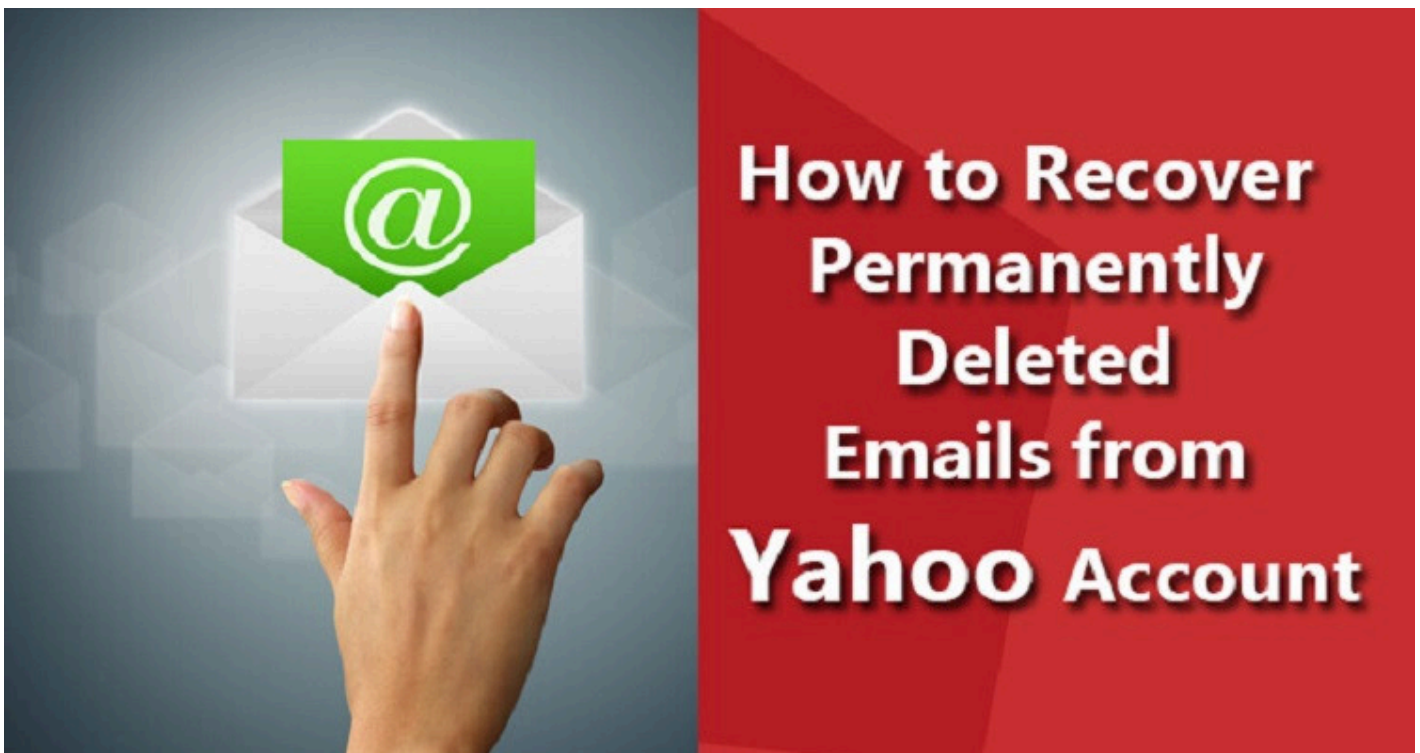 @
How to Recover
Permanently
Deleted
Emails from
Yahoo Account